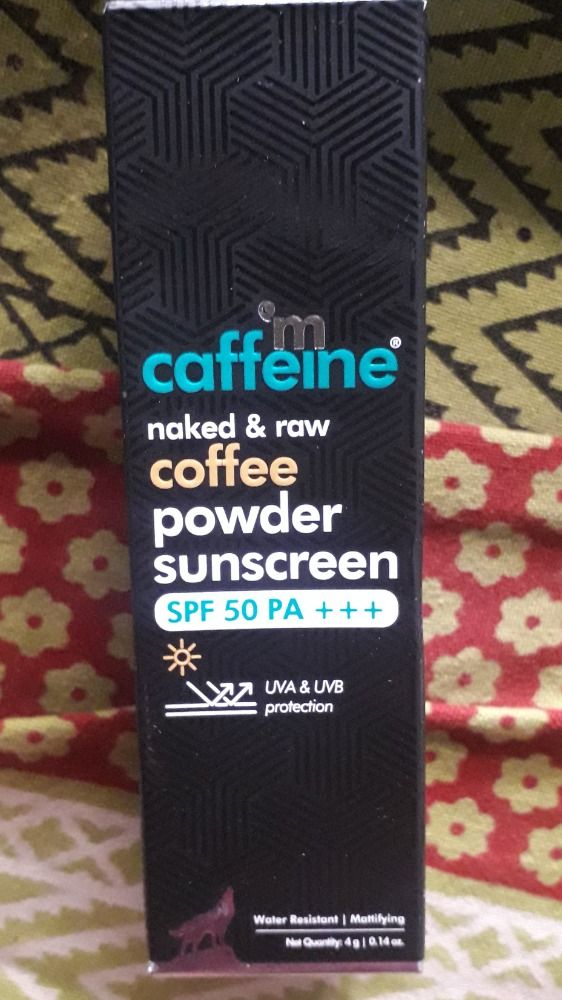 'm
caffeine®
naked & raw
coffee
powder
sunscreen
SPF 50 PA +++
UVA & UVB
protection
Water Resistant | Mattifying
Net Quantity: 4 g | 0.14 oz.